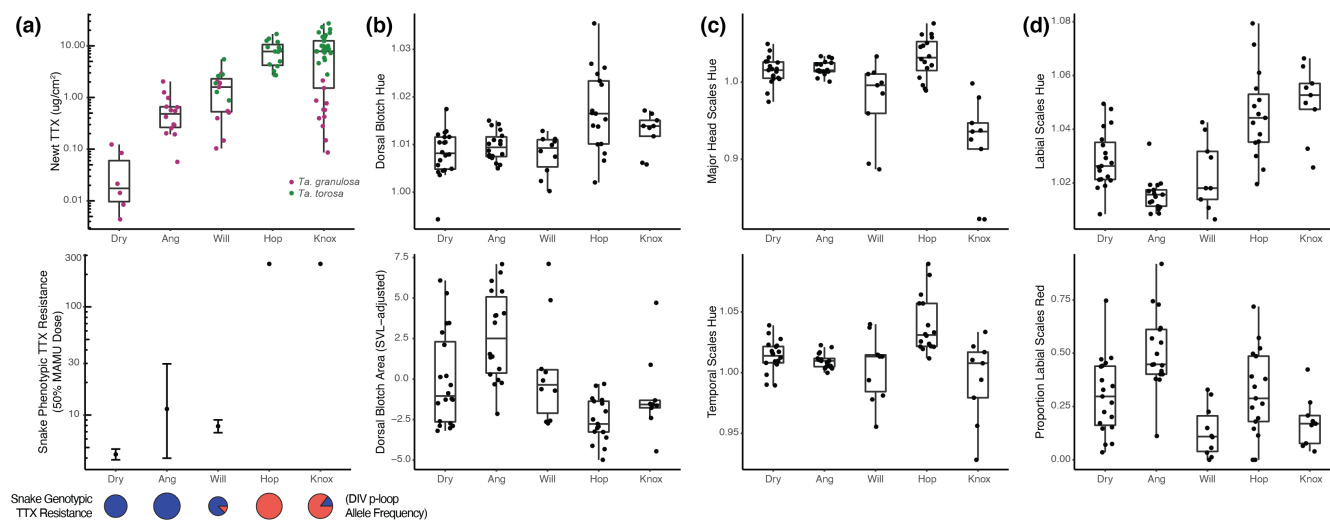 (a)
Newt TTX (ug/cm²)
10.00
1.00
0.10
0.01
Ta. granulosa
Ta. torosa
Dry Ang Will Hop Knox
Snake Phenotypic TTX Resistance
(50% MAMU Dose)
300
100
30
10
Dry Ang Will Hop Knox
Snake Genotypic
TTX Resistance
(DIV p-loop
Allele Frequency)
(b)
Dorsal Blotch Hue
1.03
1.02
1.01
1.00
Dry Ang Will Hop Knox
Dorsal Blotch Area (SVL-adjusted)
7.5
5.0
2.5
0.0
−2.5
−5.0
Dry Ang Will Hop Knox
(c)
Major Head Scales Hue
1.0
0.9
Dry Ang Will Hop Knox
Temporal Scales Hue
1.05
1.00
0.95
Dry Ang Will Hop Knox
(d)
Labial Scales Hue
1.08
1.06
1.04
1.02
Dry Ang Will Hop Knox
Proportion Labial Scales Red
0.75
0.50
0.25
0.00
Dry Ang Will Hop Knox